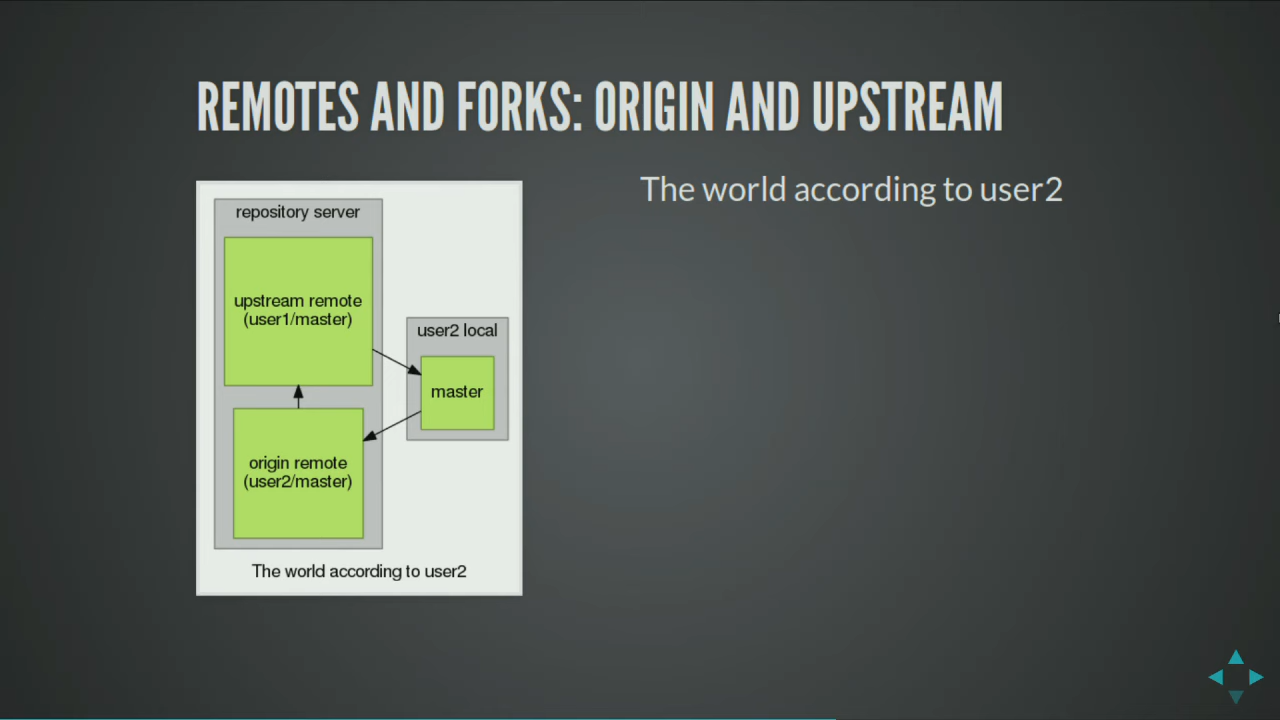 REMOTES AND FORKS: ORIGIN AND UPSTREAM
The world according to user2
repository server
upstream remote
(user1/master)
user2 local
master
origin remote
(user2/master)
The world according to user2